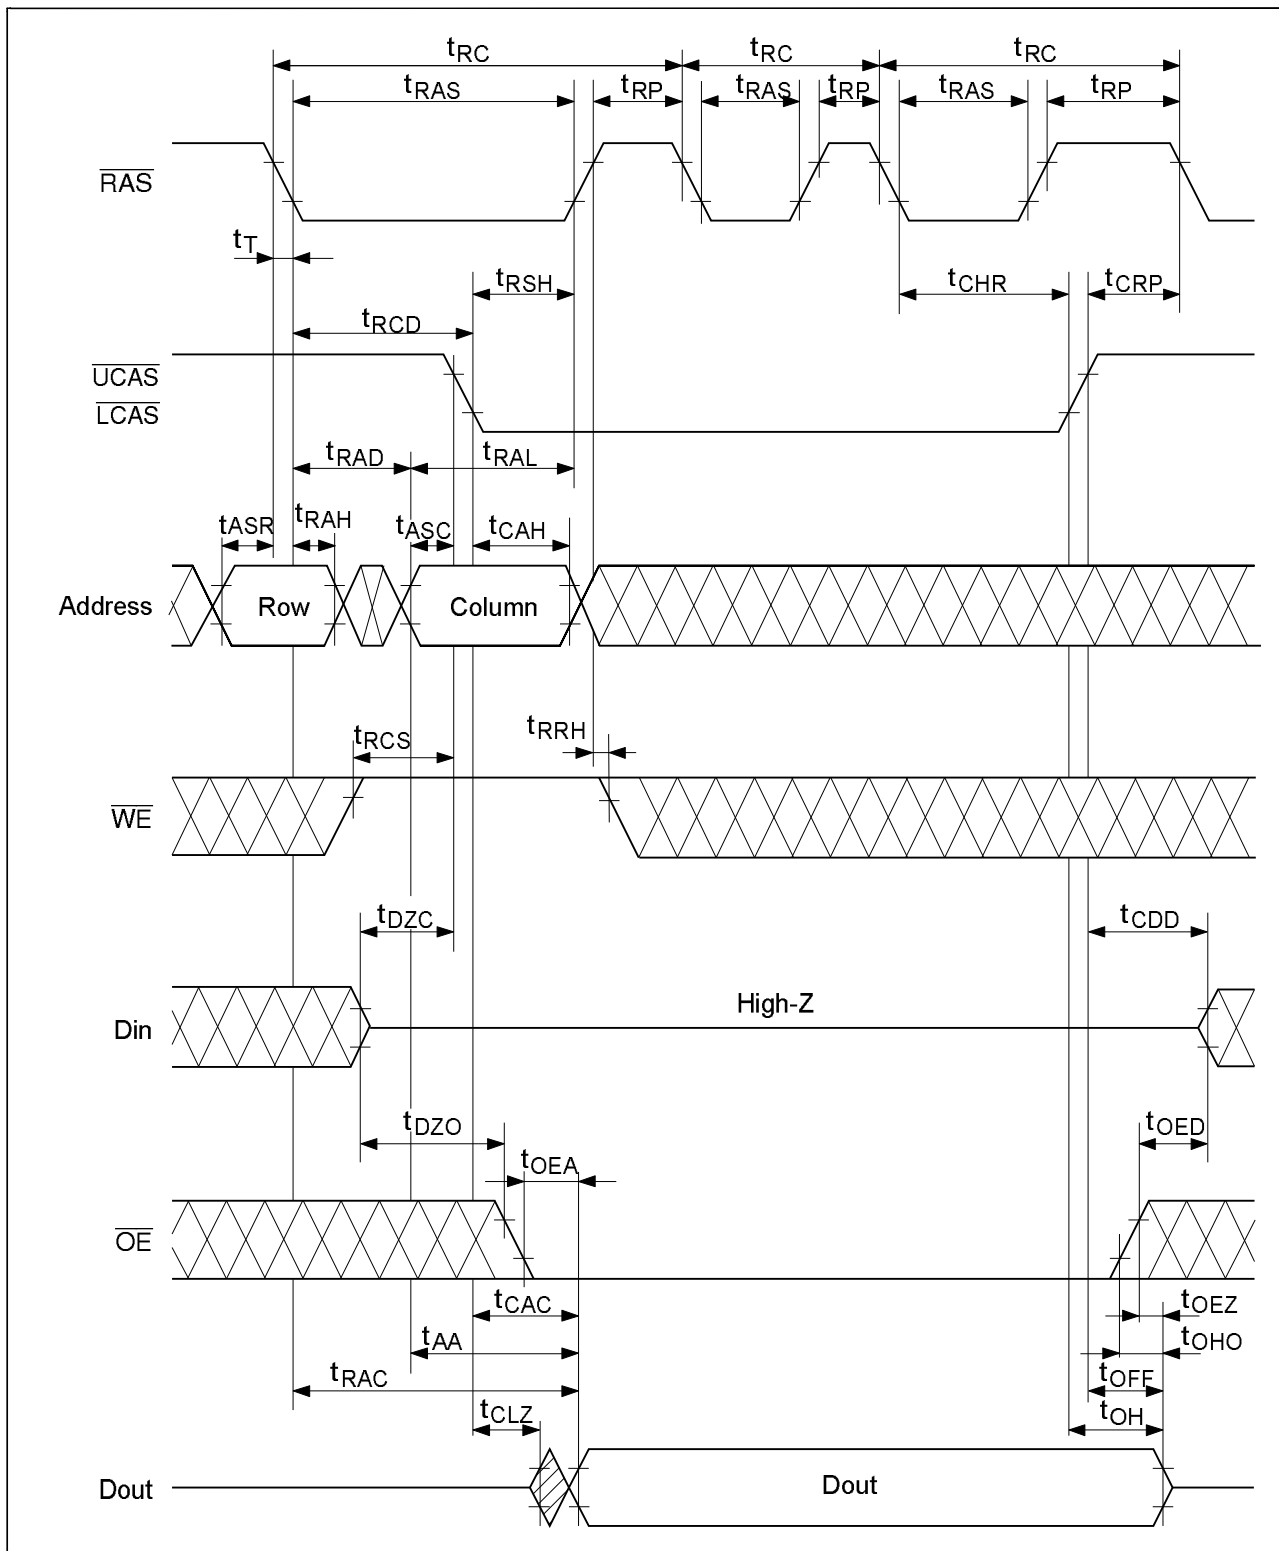 tRC tRC tRC
tRAS tRP tRAS tRP tRAS tRP
RAS
tT
tRSH tCHR tCRP
tRCD
UCAS
LCAS
tRAD tRAL
tASR tRAH tASC tCAH
Address Row Column
tRCS tRRH
WE
tDZC tCDD
High-Z
Din
tDZO tOED
tOEA
OE
tCAC tOEZ
tAA tOHO
tRAC tOFF
tCLZ tOH
Dout Dout